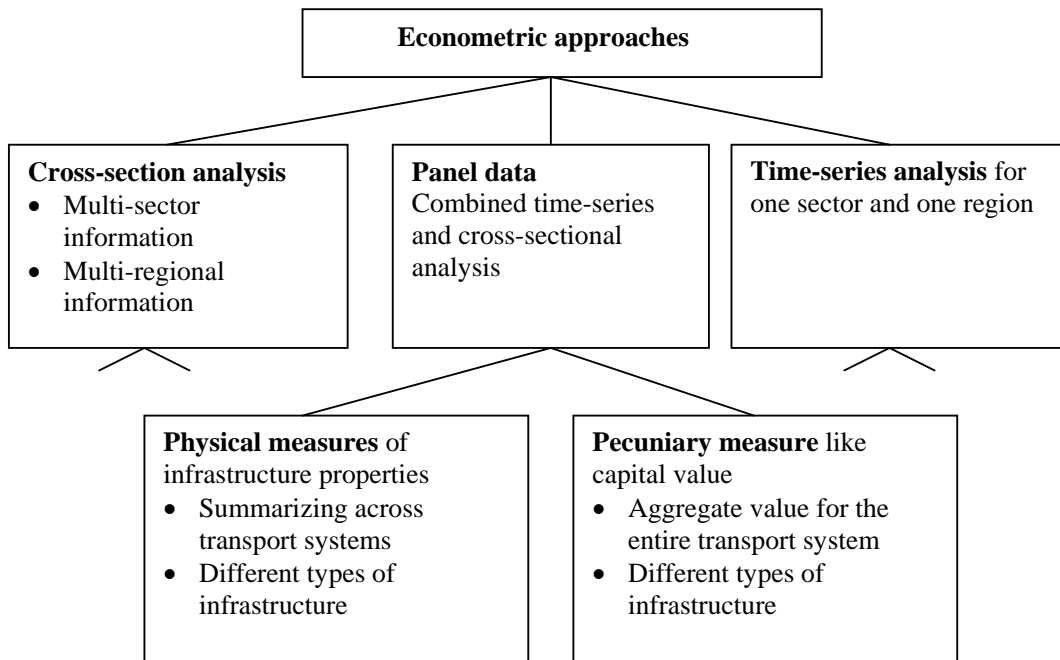 Econometric approaches
Cross-section analysis
• Multi-sector
information
• Multi-regional
information
Panel data
Combined time-series
and cross-sectional
analysis
Time-series analysis for
one sector and one region
Physical measures of
infrastructure properties
• Summarizing across
transport systems
• Different types of
infrastructure
Pecuniary measure like
capital value
• Aggregate value for the
entire transport system
• Different types of
infrastructure